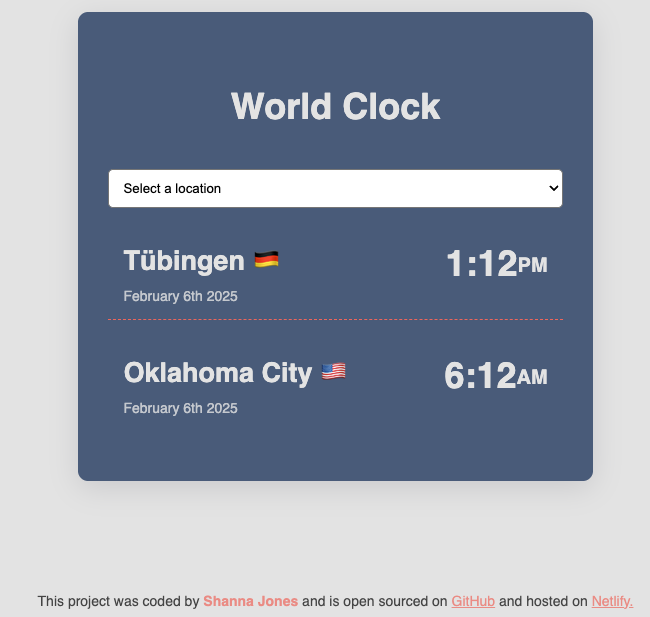 World Clock
Select a location
Tübingen 🇩🇪
1:12PM
February 6th 2025
Oklahoma City 🇺🇸
6:12AM
February 6th 2025
This project was coded by Shanna Jones and is open sourced on GitHub and hosted on Netlify.